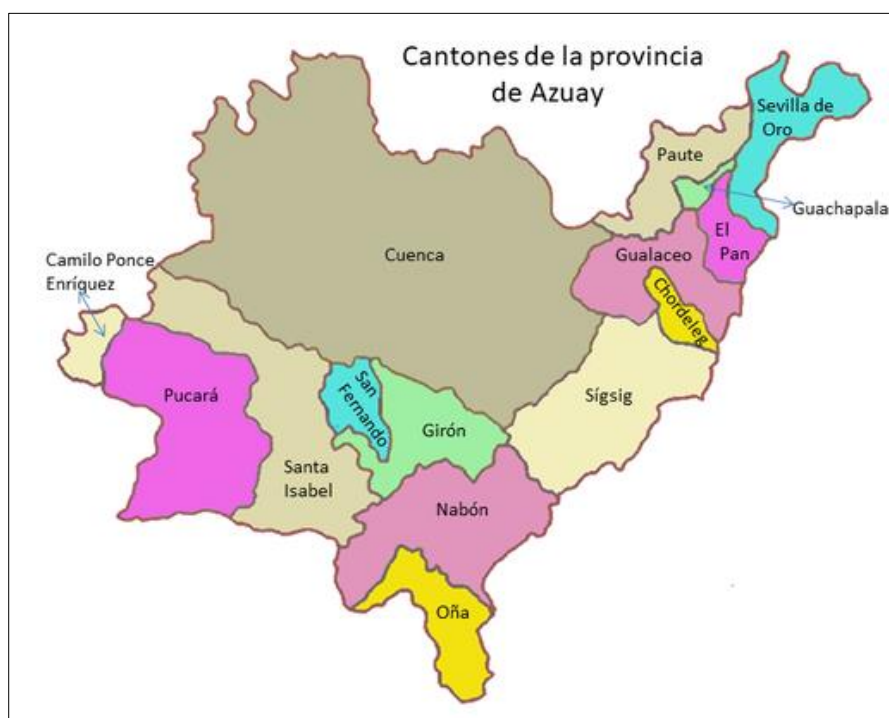 Cantones de la provincia
de Azuay
Sevilla de
Oro
Paute
Guachapala
El
Pan
Gualaceo
Cuenca
Camilo Ponce
Enríquez
Chordeleg
San
Fernando
Pucará
Sígsig
Girón
Santa
Isabel
Nabón
Oña